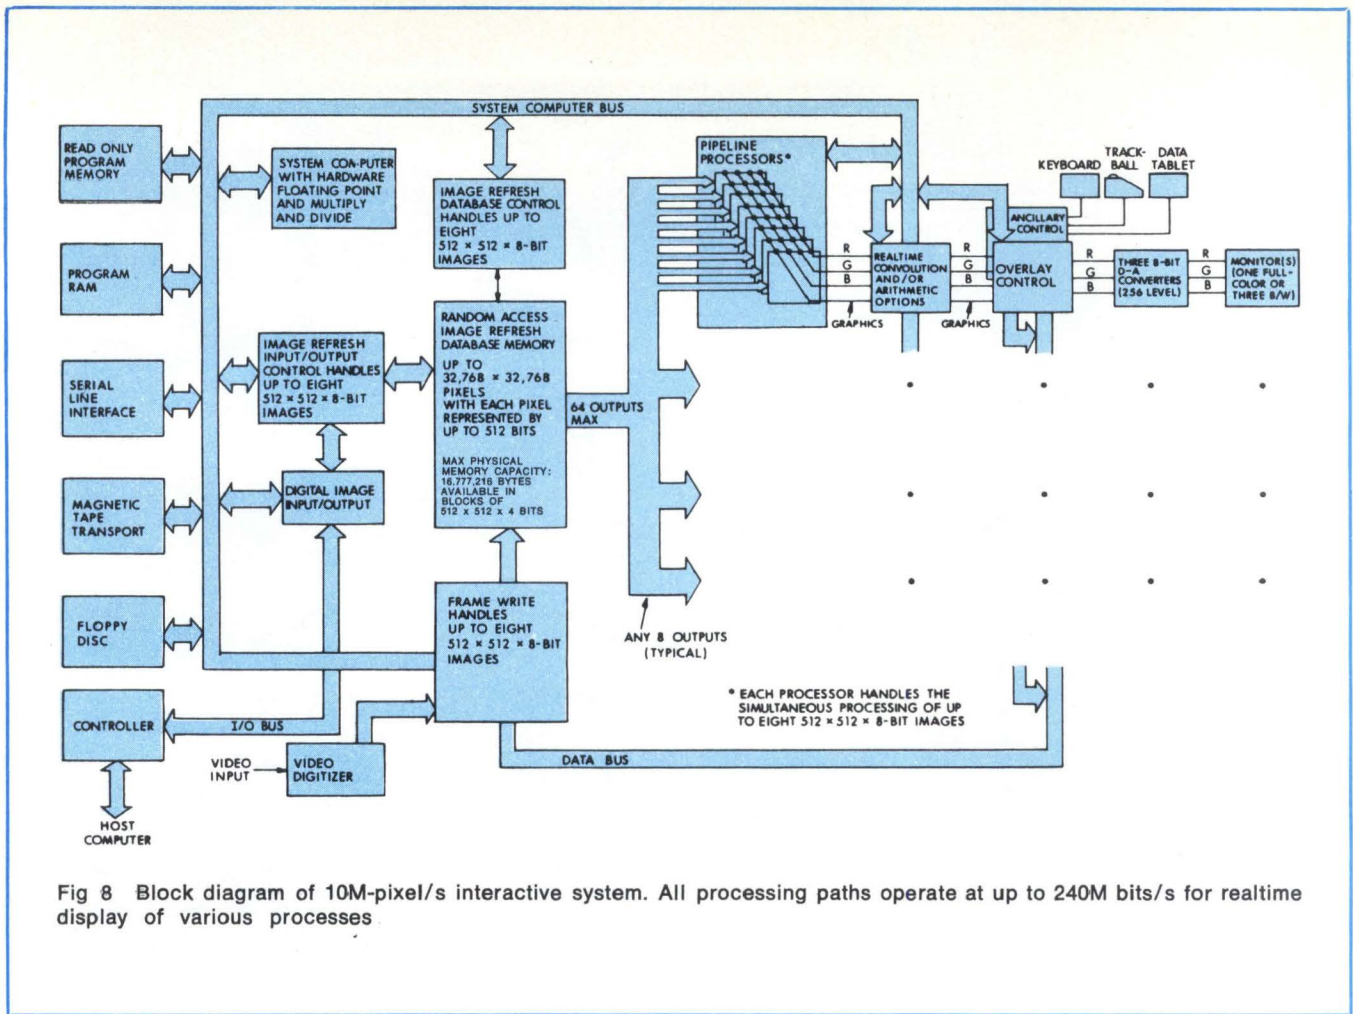 SYSTEM COMPUTER BUS
READ ONLY
PROGRAM
MEMORY
SYSTEM COM-PUTER
WITH HARDWARE
FLOATING POINT
AND MULTIPLY
AND DIVIDE
IMAGE REFRESH
DATABASE CONTROL
HANDLES UP TO
EIGHT
512 × 512 × 8-BIT
IMAGES
PIPELINE
PROCESSORS*
KEYBOARD
TRACK-
BALL
DATA
TABLET
ANCILLARY
CONTROL
PROGRAM
RAM
R
G
B
GRAPHICS
REALTIME
CONVOLUTION
AND/OR
ARITHMETIC
OPTIONS
R
G
B
GRAPHICS
OVERLAY
CONTROL
R
G
B
THREE 8-BIT
D-A
CONVERTERS
(256 LEVEL)
R
G
B
MONITOR(S)
(ONE FULL-
COLOR OR
THREE B/W)
IMAGE REFRESH
INPUT/OUTPUT
CONTROL HANDLES
UP TO EIGHT
512 × 512 × 8-BIT
IMAGES
RANDOM ACCESS
IMAGE REFRESH
DATABASE MEMORY
UP TO
32,768 × 32,768
PIXELS
WITH EACH PIXEL
REPRESENTED BY
UP TO 512 BITS
MAX PHYSICAL
MEMORY CAPACITY:
16,777,216 BYTES
AVAILABLE IN
BLOCKS OF
512 x 512 x 4 BITS
64 OUTPUTS
MAX
SERIAL
LINE
INTERFACE
DIGITAL IMAGE
INPUT/OUTPUT
MAGNETIC
TAPE
TRANSPORT
FLOPPY
DISC
FRAME WRITE
HANDLES
UP TO EIGHT
512 × 512 × 8-BIT
IMAGES
ANY 8 OUTPUTS
(TYPICAL)
* EACH PROCESSOR HANDLES THE
SIMULTANEOUS PROCESSING OF UP
TO EIGHT 512 × 512 × 8-BIT IMAGES
CONTROLLER
I/O BUS
VIDEO
INPUT
VIDEO
DIGITIZER
DATA BUS
HOST
COMPUTER
Fig 8 Block diagram of 10M-pixel/s interactive system. All processing paths operate at up to 240M bits/s for realtime
display of various processes